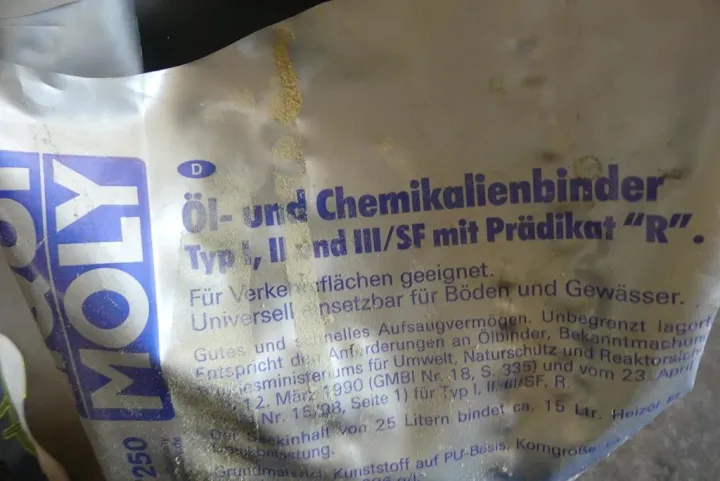 MOLY
250
D
Öl- und Chemikalienbinder
Typ I, II und III/SF mit Prädikat "R".
Für Verkehrsflächen geeignet.
Universell einsetzbar für Böden und Gewässer.
Gutes und schnelles Aufsaugvermögen. Unbegrenzt lagerf
Entspricht den Anforderungen an Ölbinder, Bekanntmachung
Bundesministeriums für Umwelt, Naturschutz und Reaktorsich
12. März 1990 (GMBl Nr. 18, S. 335) und vom 23. April
Nr. 15/98, Seite 1) für Typ I, II, III/SF, R.
Der Sackinhalt von 25 Litern bindet ca. 15 Ltr. Heizöl
Druckbelastung.
Grundmaterial: Kunststoff auf PU-Basis, Korngröße